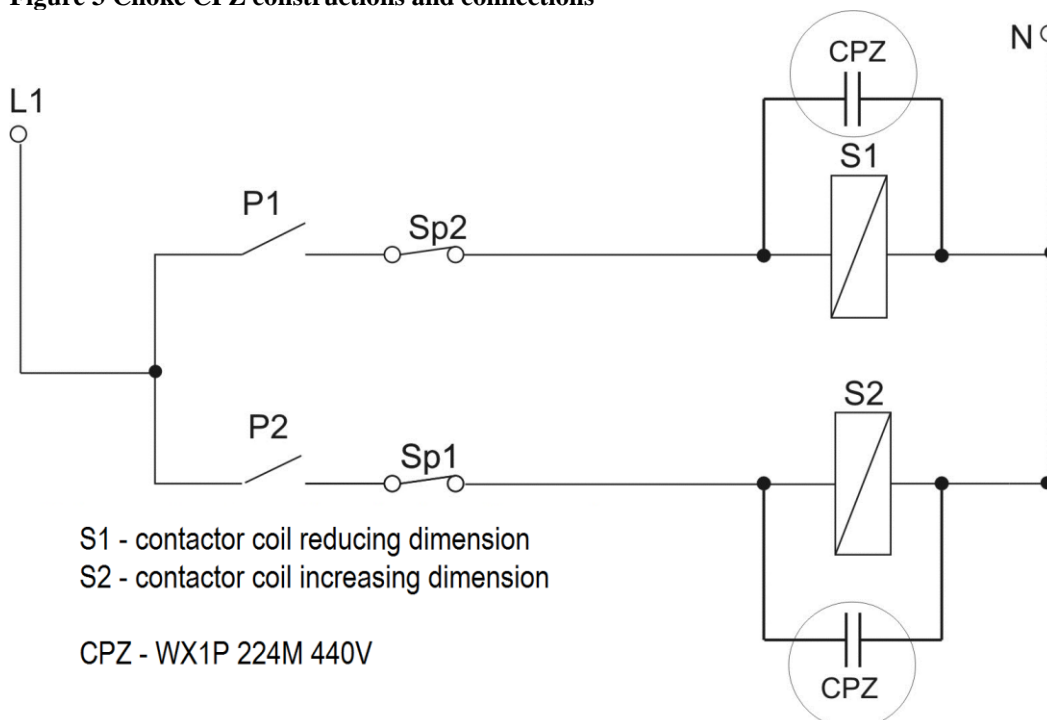 Figure 3 Choke CPZ constructions and connections
CPZ
N
L1
S1
P1
Sp2
S2
P2
Sp1
S1 - contactor coil reducing dimension
S2 - contactor coil increasing dimension
CPZ - WX1P 224M 440V
CPZ